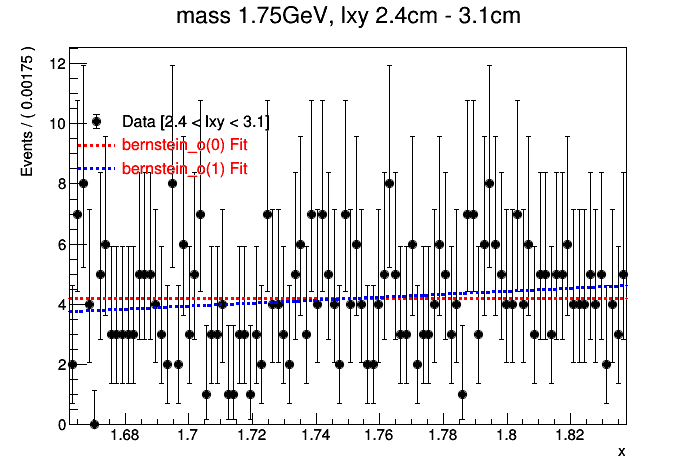 mass 1.75GeV, lxy 2.4cm - 3.1cm
Events / ( 0.00175 )
12
10
8
6
4
2
0
Data [2.4 < lxy < 3.1]
bernstein_o(0) Fit
bernstein_o(1) Fit
1.68 1.7 1.72 1.74 1.76 1.78 1.8 1.82
x